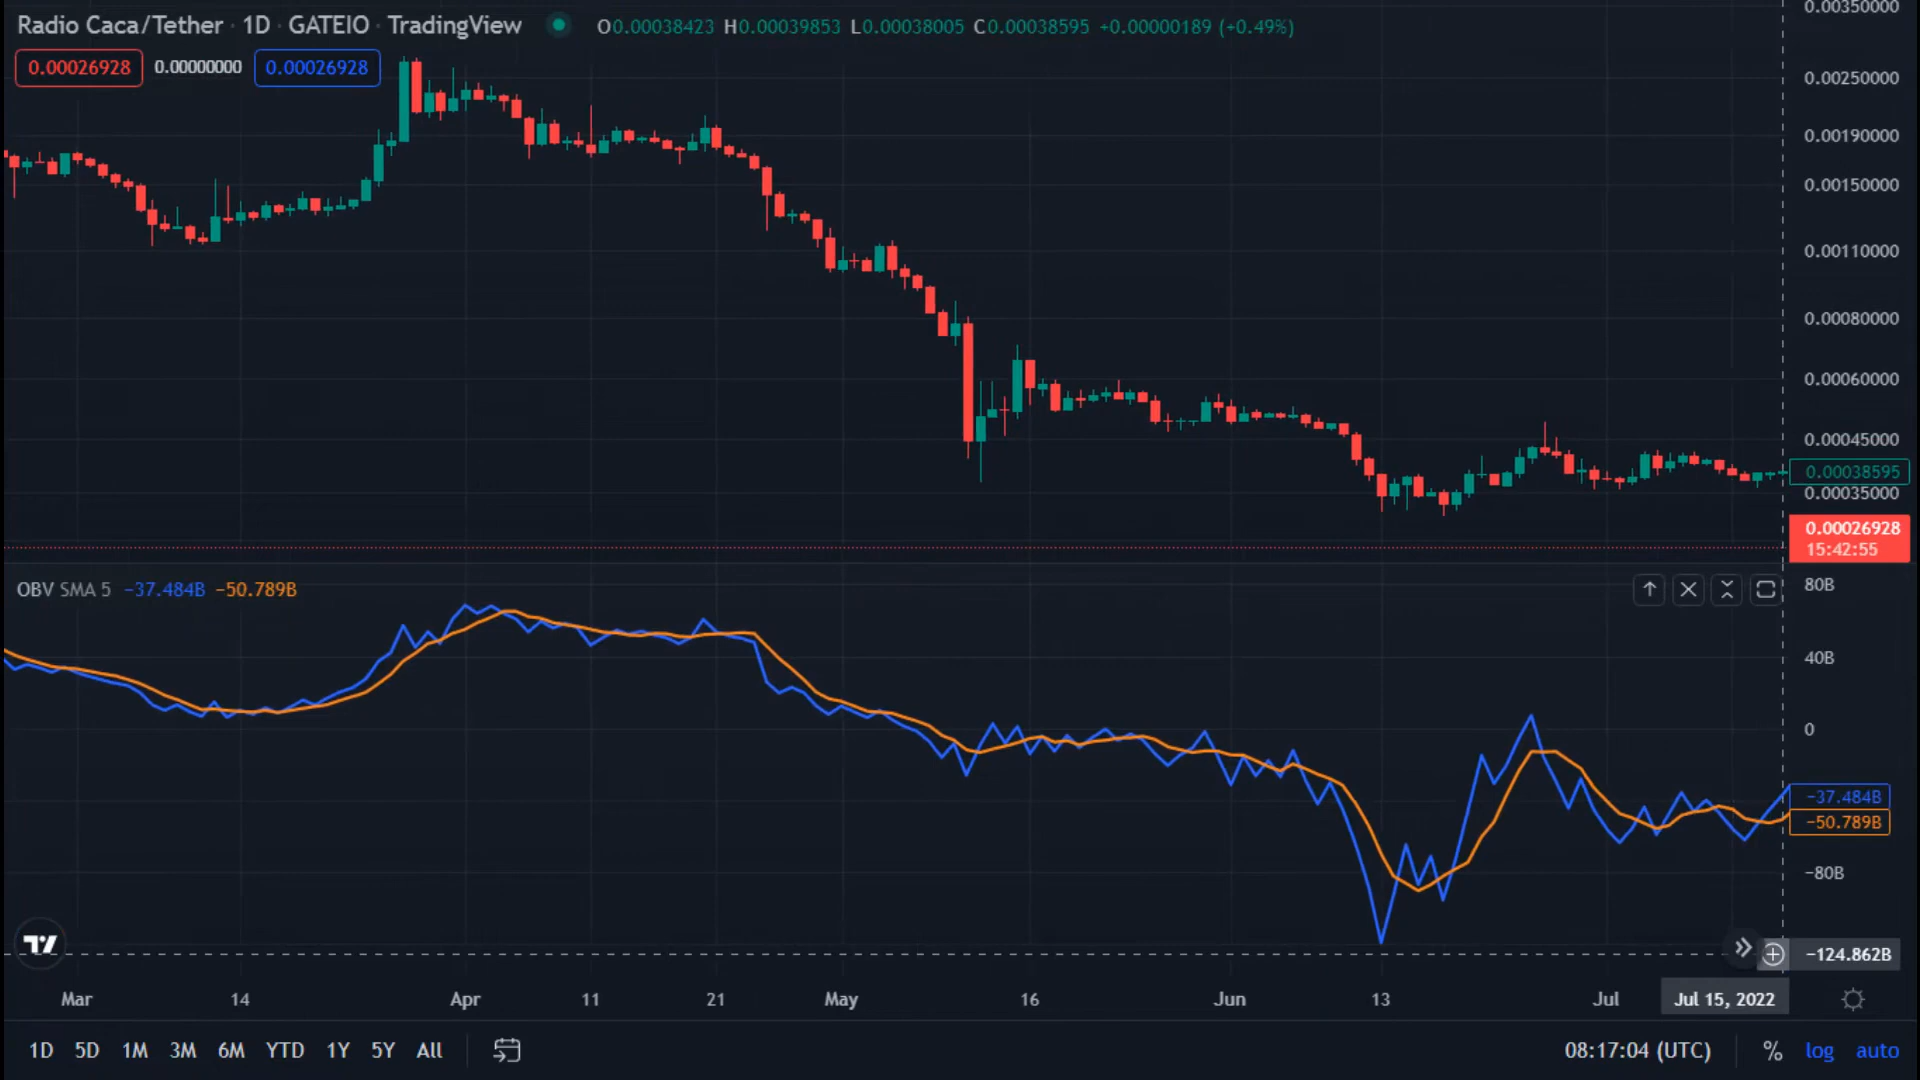 Radio Caca/Tether · 1D · GATEIO · TradingView O0.00038423 H0.00039853 L0.00038005 C0.00038595 +0.00000189 (+0.49%)
0.00026928 0.00000000 0.00026928
0.00350000
0.00250000
0.00190000
0.00150000
0.00110000
0.00080000
0.00060000
0.00045000
0.00038595
0.00035000
0.00026928
15:42:55
OBV SMA 5 −37.484B −50.789B
80B
40B
0
−37.484B
−50.789B
−80B
−124.862B
Mar 14 Apr 11 21 May 16 Jun 13 Jul Jul 15, 2022
1D 5D 1M 3M 6M YTD 1Y 5Y All 08:17:04 (UTC) % log auto